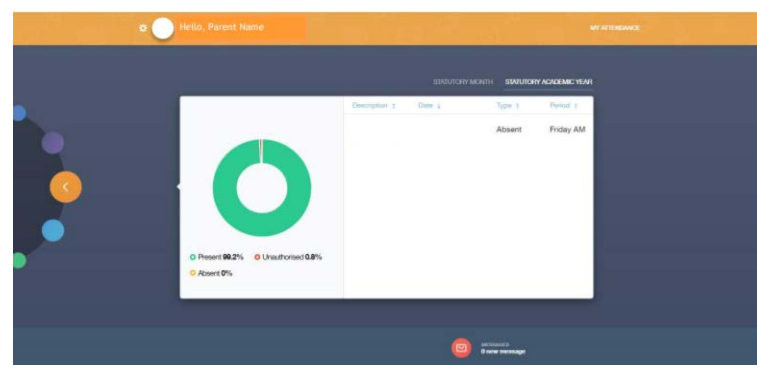 Hello, Parent Name
MY ATTENDANCE
STATUTORY MONTH STATUTORY ACADEMIC YEAR
Description Date Type Period
Absent Friday AM
Present 99.2% Unauthorised 0.8%
Absent 0%
MESSAGES
0 new message